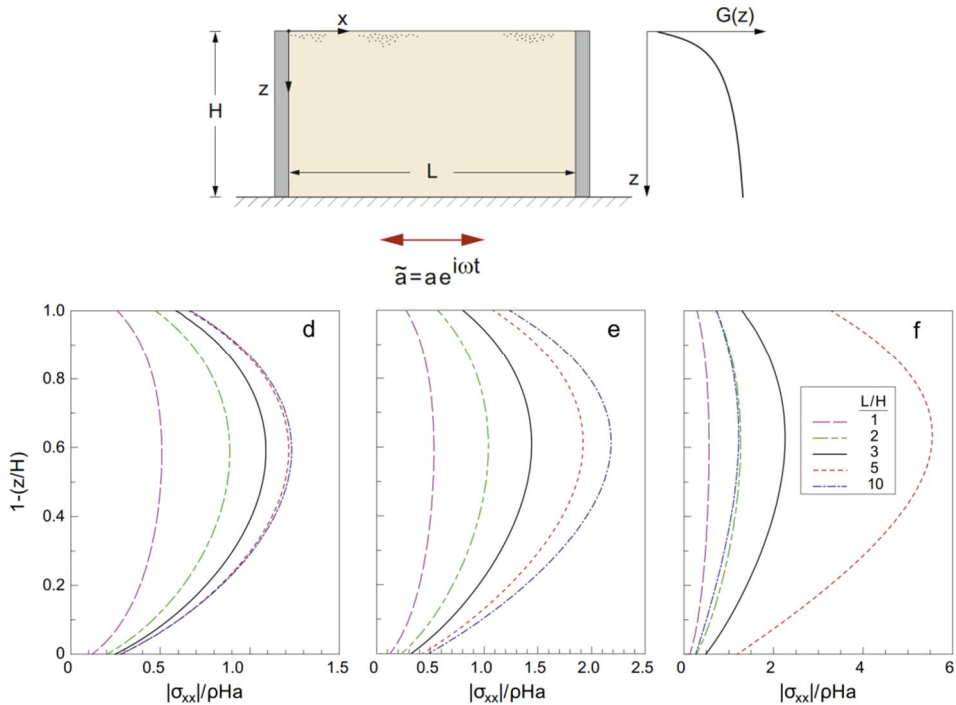 x
G(z)
z
H
L
z
ã = a e^{iωt}
d
e
f
1.0
0.8
0.6
0.4
0.2
0
1-(z/H)
L/H
1
2
3
5
10
0 0.5 1.0 1.5
0 0.5 1.0 1.5 2.0 2.5
0 2 4 6
|σxx|/ρHa
|σxx|/ρHa
|σxx|/ρHa